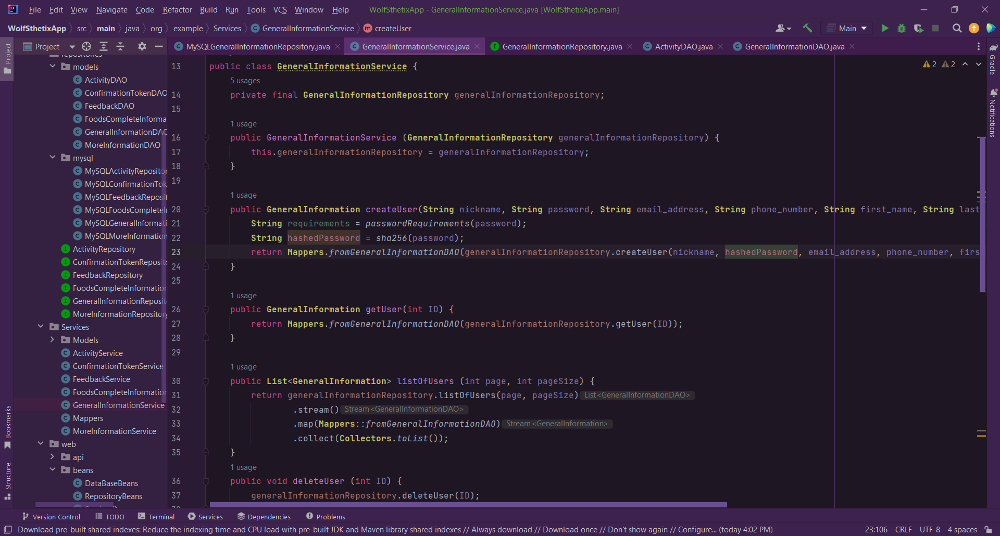 File Edit View Navigate Code Refactor Build Run Tools VCS Window Help WolfSthetixApp - GeneralInformationService.java [WolfSthetixApp.main]
WolfSthetixApp src main java org example Services GeneralInformationService createUser Main
Project
MySQLGeneralInformationRepository.java GeneralInformationService.java GeneralInformationRepository.java ActivityDAO.java GeneralInformationDAO.java
Project
Bookmarks
Structure
repositories
models
ActivityDAO
ConfirmationTokenDAO
FeedbackDAO
FoodsCompleteInforma
GeneralInformationDAO
MoreInformationDAO
mysql
MySQLActivityRepositor
MySQLConfirmationTok
MySQLFeedbackReposit
MySQLFoodsCompleteI
MySQLGeneralInformati
MySQLMoreInformation
ActivityRepository
ConfirmationTokenReposit
FeedbackRepository
FoodsCompleteInformation
GeneralInformationReposit
MoreInformationRepository
Services
Models
ActivityService
ConfirmationTokenService
FeedbackService
FoodsCompleteInformation
GeneralInformationService
Mappers
MoreInformationService
web
api
beans
DataBaseBeans
RepositoryBeans
2 2
13 public class GeneralInformationService {
5 usages
14 private final GeneralInformationRepository generalInformationRepository;
15
1 usage
16 public GeneralInformationService (GeneralInformationRepository generalInformationRepository) {
17 this.generalInformationRepository = generalInformationRepository;
18 }
19
1 usage
20 public GeneralInformation createUser(String nickname, String password, String email_address, String phone_number, String first_name, String last
21 String requirements = passwordRequirements(password);
22 String hashedPassword = sha256(password);
23 return Mappers.fromGeneralInformationDAO(generalInformationRepository.createUser(nickname, hashedPassword, email_address, phone_number, firs
24 }
25
1 usage
26 public GeneralInformation getUser(int ID) {
27 return Mappers.fromGeneralInformationDAO(generalInformationRepository.getUser(ID));
28 }
29
1 usage
30 public List<GeneralInformation> listOfUsers (int page, int pageSize) {
31 return generalInformationRepository.listOfUsers(page, pageSize) List<GeneralInformationDAO>
32 .stream() Stream<GeneralInformationDAO>
33 .map(Mappers::fromGeneralInformationDAO) Stream<GeneralInformation>
34 .collect(Collectors.toList());
35 }
1 usage
36 public void deleteUser (int ID) {
37 generalInformationRepository.deleteUser(ID);
Gradle
Notifications
Version Control TODO Terminal Services Dependencies Problems
Download pre-built shared indexes: Reduce the indexing time and CPU load with pre-built JDK and Maven library shared indexes // Always download // Download once // Don't show again // Configure... (today 4:02 PM) 23:106 CRLF UTF-8 4 spaces